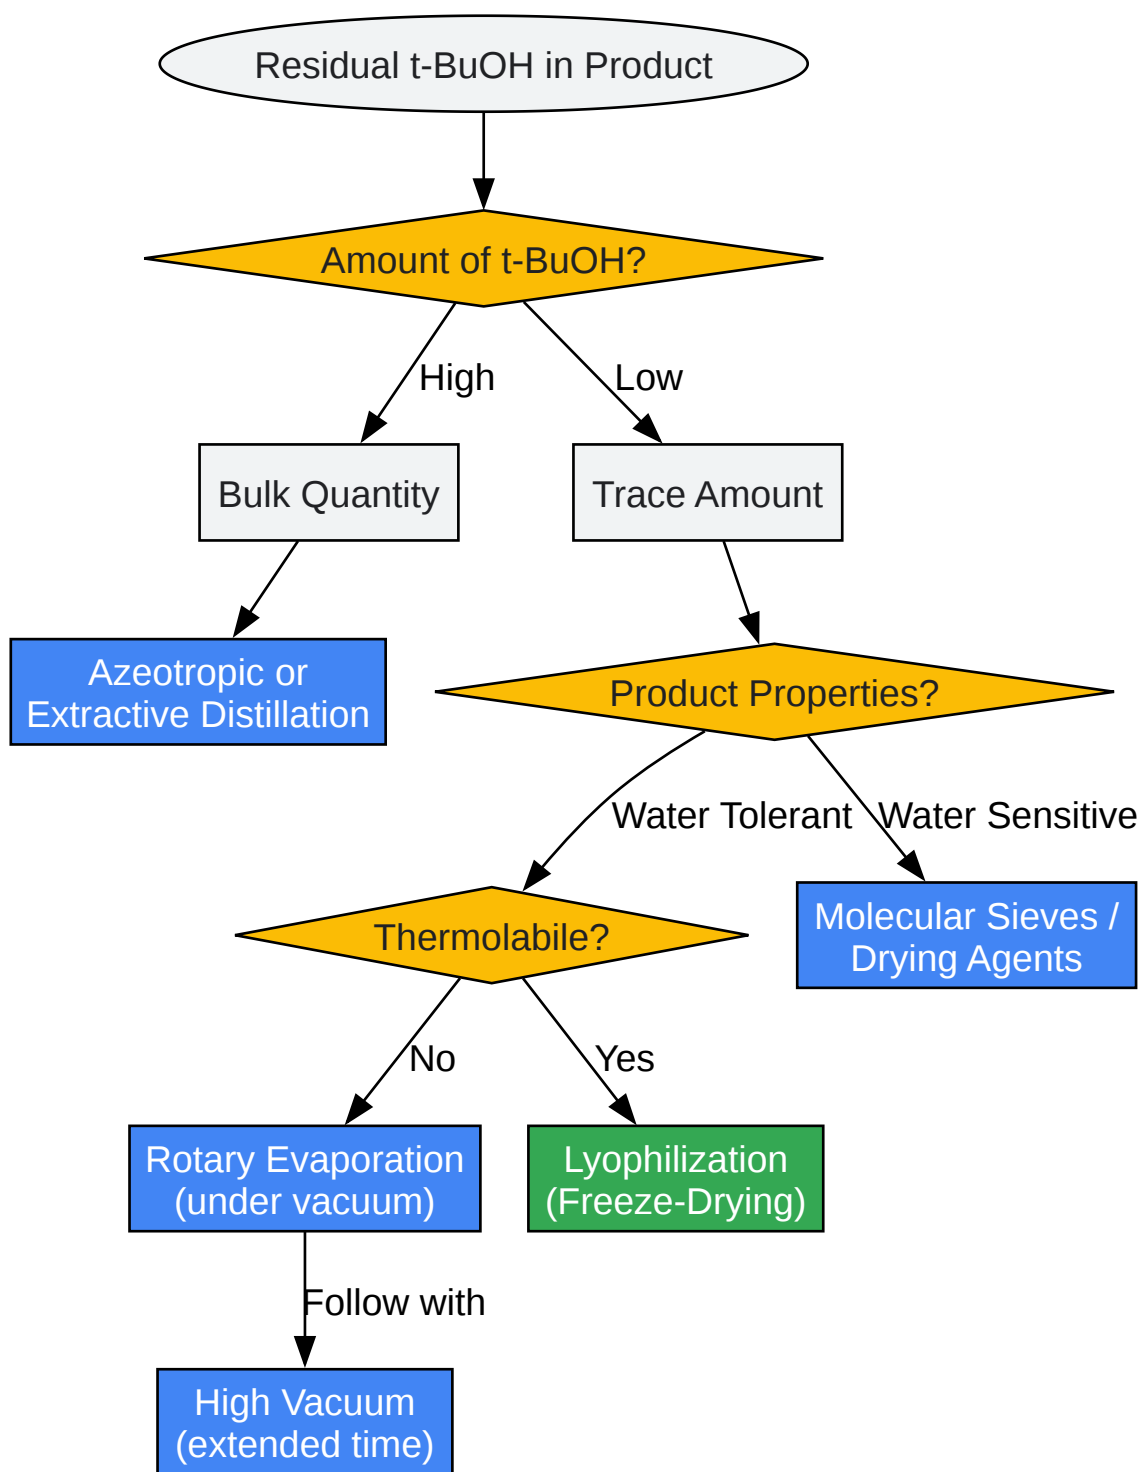 Residual t-BuOH in Product
Amount of t-BuOH?
High
Low
Bulk Quantity
Trace Amount
Azeotropic or
Extractive Distillation
Product Properties?
Water Tolerant
Water Sensitive
Thermolabile?
Molecular Sieves /
Drying Agents
No
Yes
Rotary Evaporation
(under vacuum)
Lyophilization
(Freeze-Drying)
Follow with
High Vacuum
(extended time)